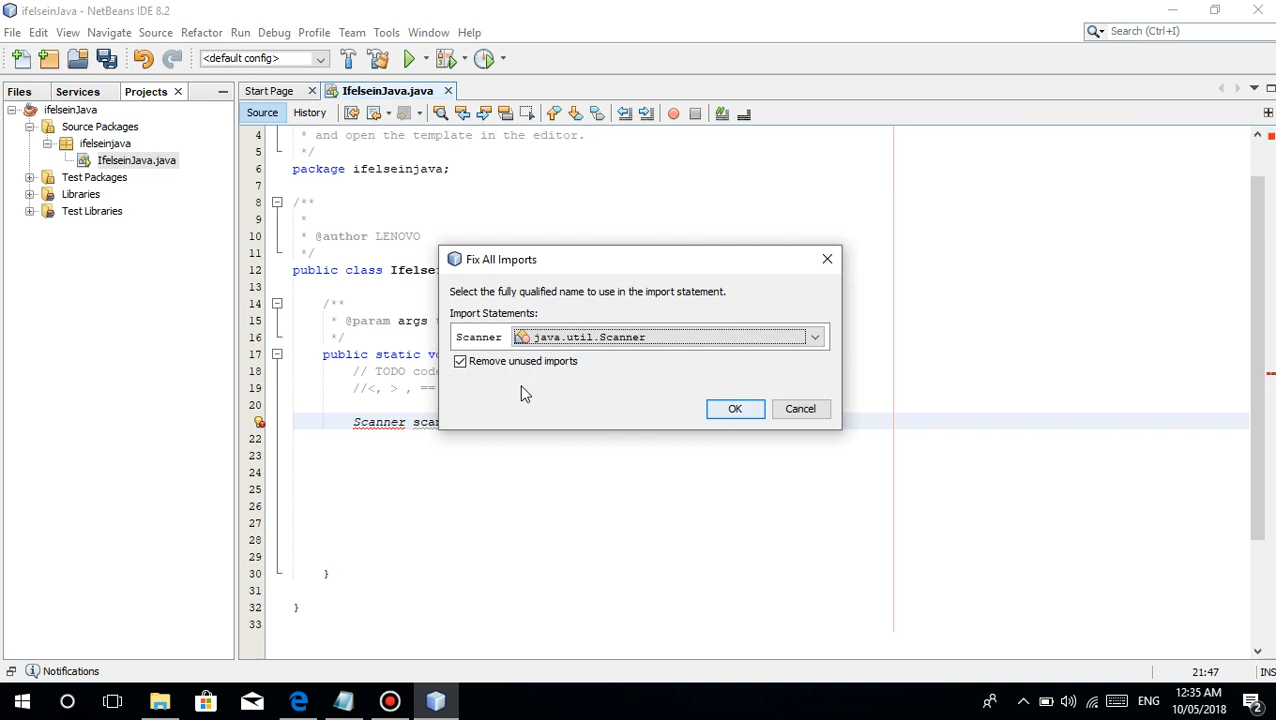 ifelseinJava - NetBeans IDE 8.2
File Edit View Navigate Source Refactor Run Debug Profile Team Tools Window Help
Search (Ctrl+I)
<default config>
Files Services Projects
Start Page IfelseinJava.java
Source History
ifelseinJava
Source Packages
ifelseinjava
IfelseinJava.java
Test Packages
Libraries
Test Libraries
4 * and open the template in the editor.
5 */
6 package ifelseinjava;
7
8 /**
9 *
10 * @author LENOVO
11 */
12 public class Ifelsei
13
14 /**
15 * @param args t
16 */
17 public static vo
18 // TODO code
19 //<, > , ==
20
Scanner scan
22
23
24
25
26
27
28
29
30 }
31
32 }
33
Fix All Imports
Select the fully qualified name to use in the import statement.
Import Statements:
Scanner java.util.Scanner
Remove unused imports
OK Cancel
Notifications
21:47 INS
ENG
12:35 AM
10/05/2018
2